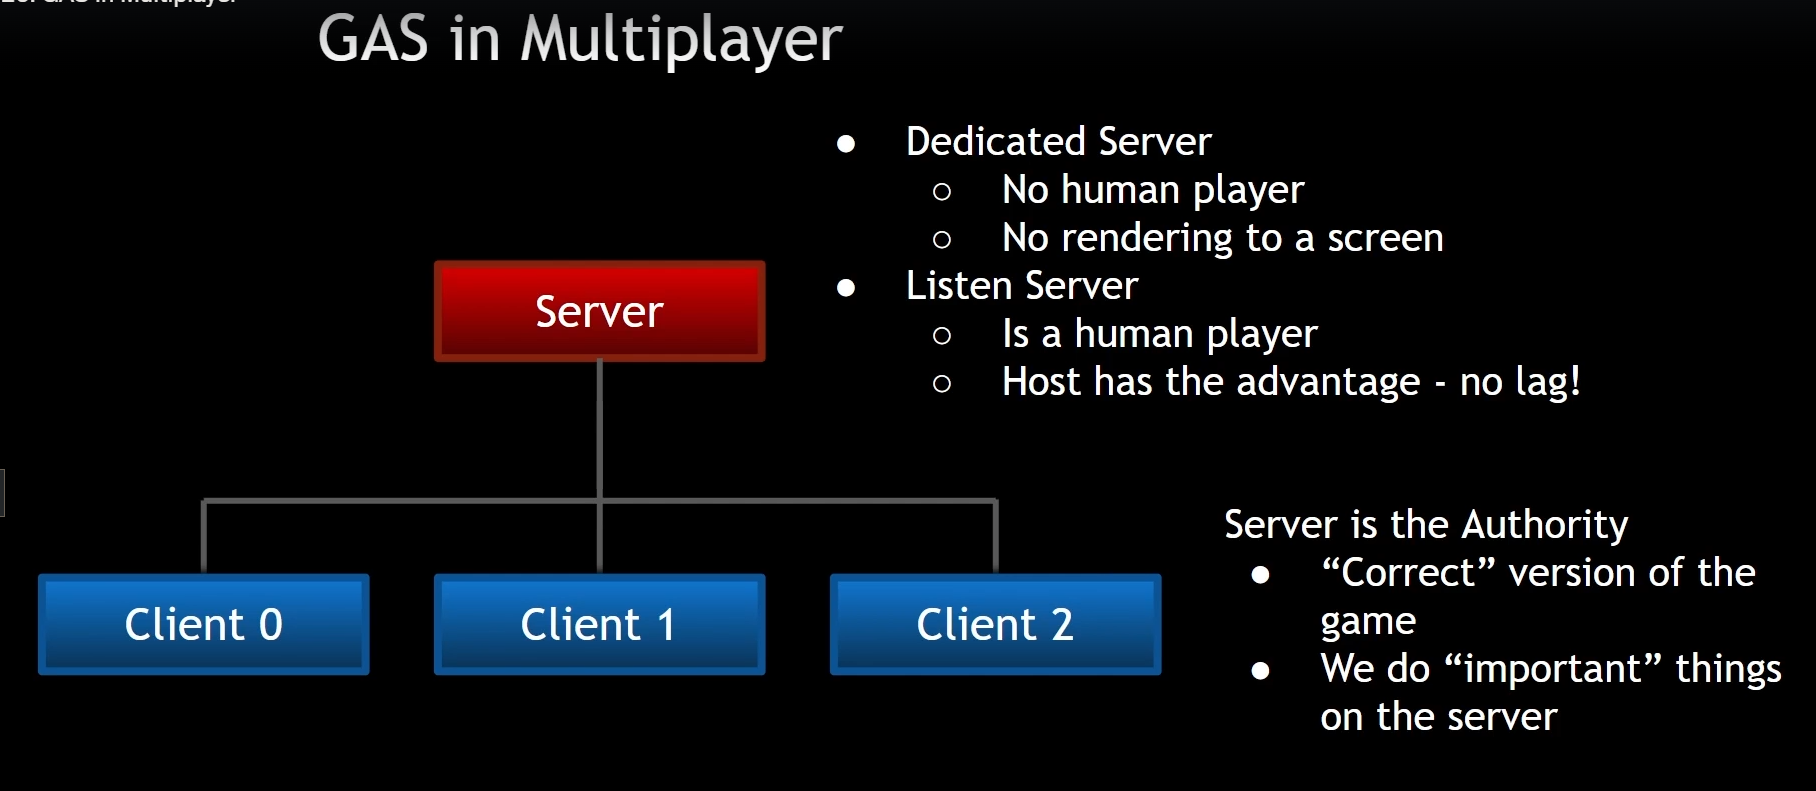 GAS in Multiplayer
● Dedicated Server
○ No human player
○ No rendering to a screen
● Listen Server
○ Is a human player
○ Host has the advantage - no lag!
Server
Client 0
Client 1
Client 2
Server is the Authority
● “Correct” version of the
game
● We do “important” things
on the server